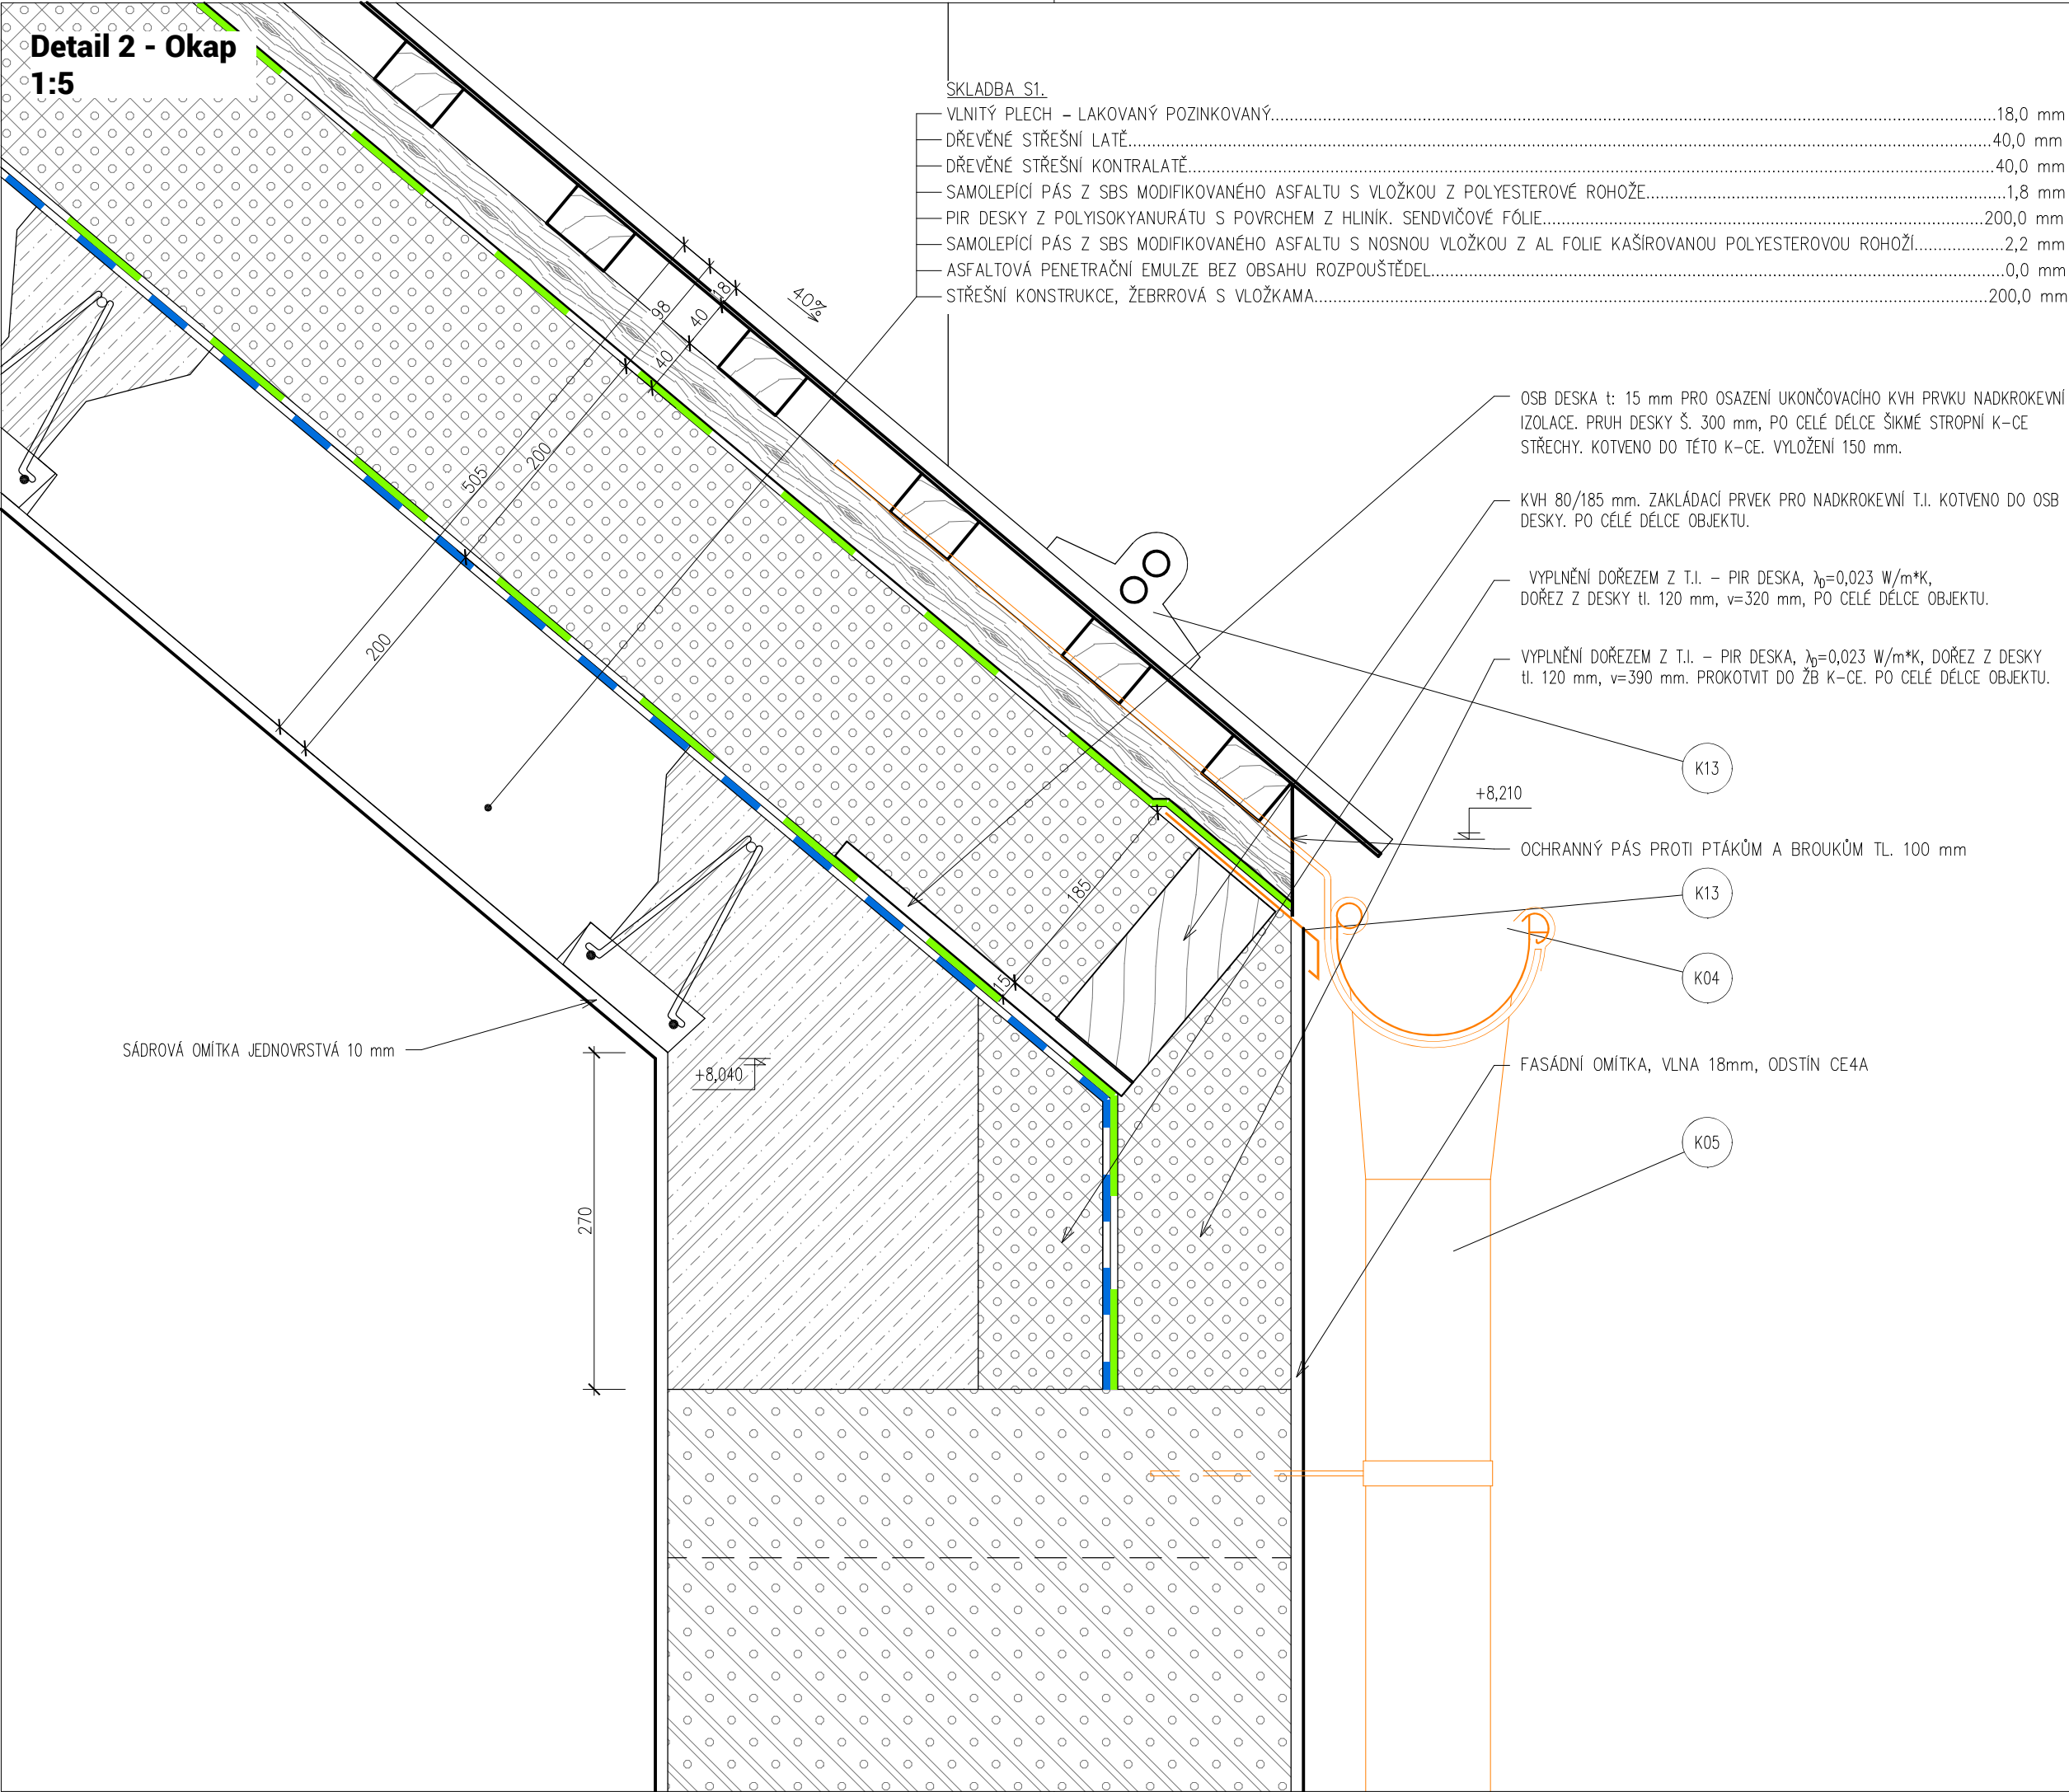 Detail 2 - Okap
1:5
SKLADBA S1.
VLNITÝ PLECH – LAKOVANÝ POZINKOVANÝ 18,0 mm
DŘEVĚNÉ STŘEŠNÍ LATĚ 40,0 mm
DŘEVĚNÉ STŘEŠNÍ KONTRALATĚ 40,0 mm
SAMOLEPÍCÍ PÁS Z SBS MODIFIKOVANÉHO ASFALTU S VLOŽKOU Z POLYESTEROVÉ ROHOŽE 1,8 mm
PIR DESKY Z POLYISOKYANURÁTU S POVRCHEM Z HLINÍK. SENDVIČOVÉ FÓLIE 200,0 mm
SAMOLEPÍCÍ PÁS Z SBS MODIFIKOVANÉHO ASFALTU S NOSNOU VLOŽKOU Z AL FOLIE KAŠÍROVANOU POLYESTEROVOU ROHOŽÍ 2,2 mm
ASFALTOVÁ PENETRAČNÍ EMULZE BEZ OBSAHU ROZPOUŠTĚDEL 0,0 mm
STŘEŠNÍ KONSTRUKCE, ŽEBRROVÁ S VLOŽKAMA 200,0 mm
40%
18
98
40
40
505
200
200
OSB DESKA t: 15 mm PRO OSAZENÍ UKONČOVACÍHO KVH PRVKU NADKROKEVNÍ
IZOLACE. PRUH DESKY Š. 300 mm, PO CELÉ DÉLCE ŠIKMÉ STROPNÍ K-CE
STŘECHY. KOTVENO DO TÉTO K-CE. VYLOŽENÍ 150 mm.
KVH 80/185 mm. ZAKLÁDACÍ PRVEK PRO NADKROKEVNÍ T.I. KOTVENO DO OSB
DESKY. PO CÉLÉ DÉLCE OBJEKTU.
VYPLNĚNÍ DOŘEZEM Z T.I. – PIR DESKA, λD=0,023 W/m*K,
DOŘEZ Z DESKY tl. 120 mm, v=320 mm, PO CELÉ DÉLCE OBJEKTU.
VYPLNĚNÍ DOŘEZEM Z T.I. – PIR DESKA, λD=0,023 W/m*K, DOŘEZ Z DESKY
tl. 120 mm, v=390 mm. PROKOTVIT DO ŽB K-CE. PO CELÉ DÉLCE OBJEKTU.
K13
+8,210
OCHRANNÝ PÁS PROTI PTÁKŮM A BROUKŮM TL. 100 mm
K13
185
15
K04
SÁDROVÁ OMÍTKA JEDNOVRSTVÁ 10 mm
+8,040
FASÁDNÍ OMÍTKA, VLNA 18mm, ODSTÍN CE4A
K05
270